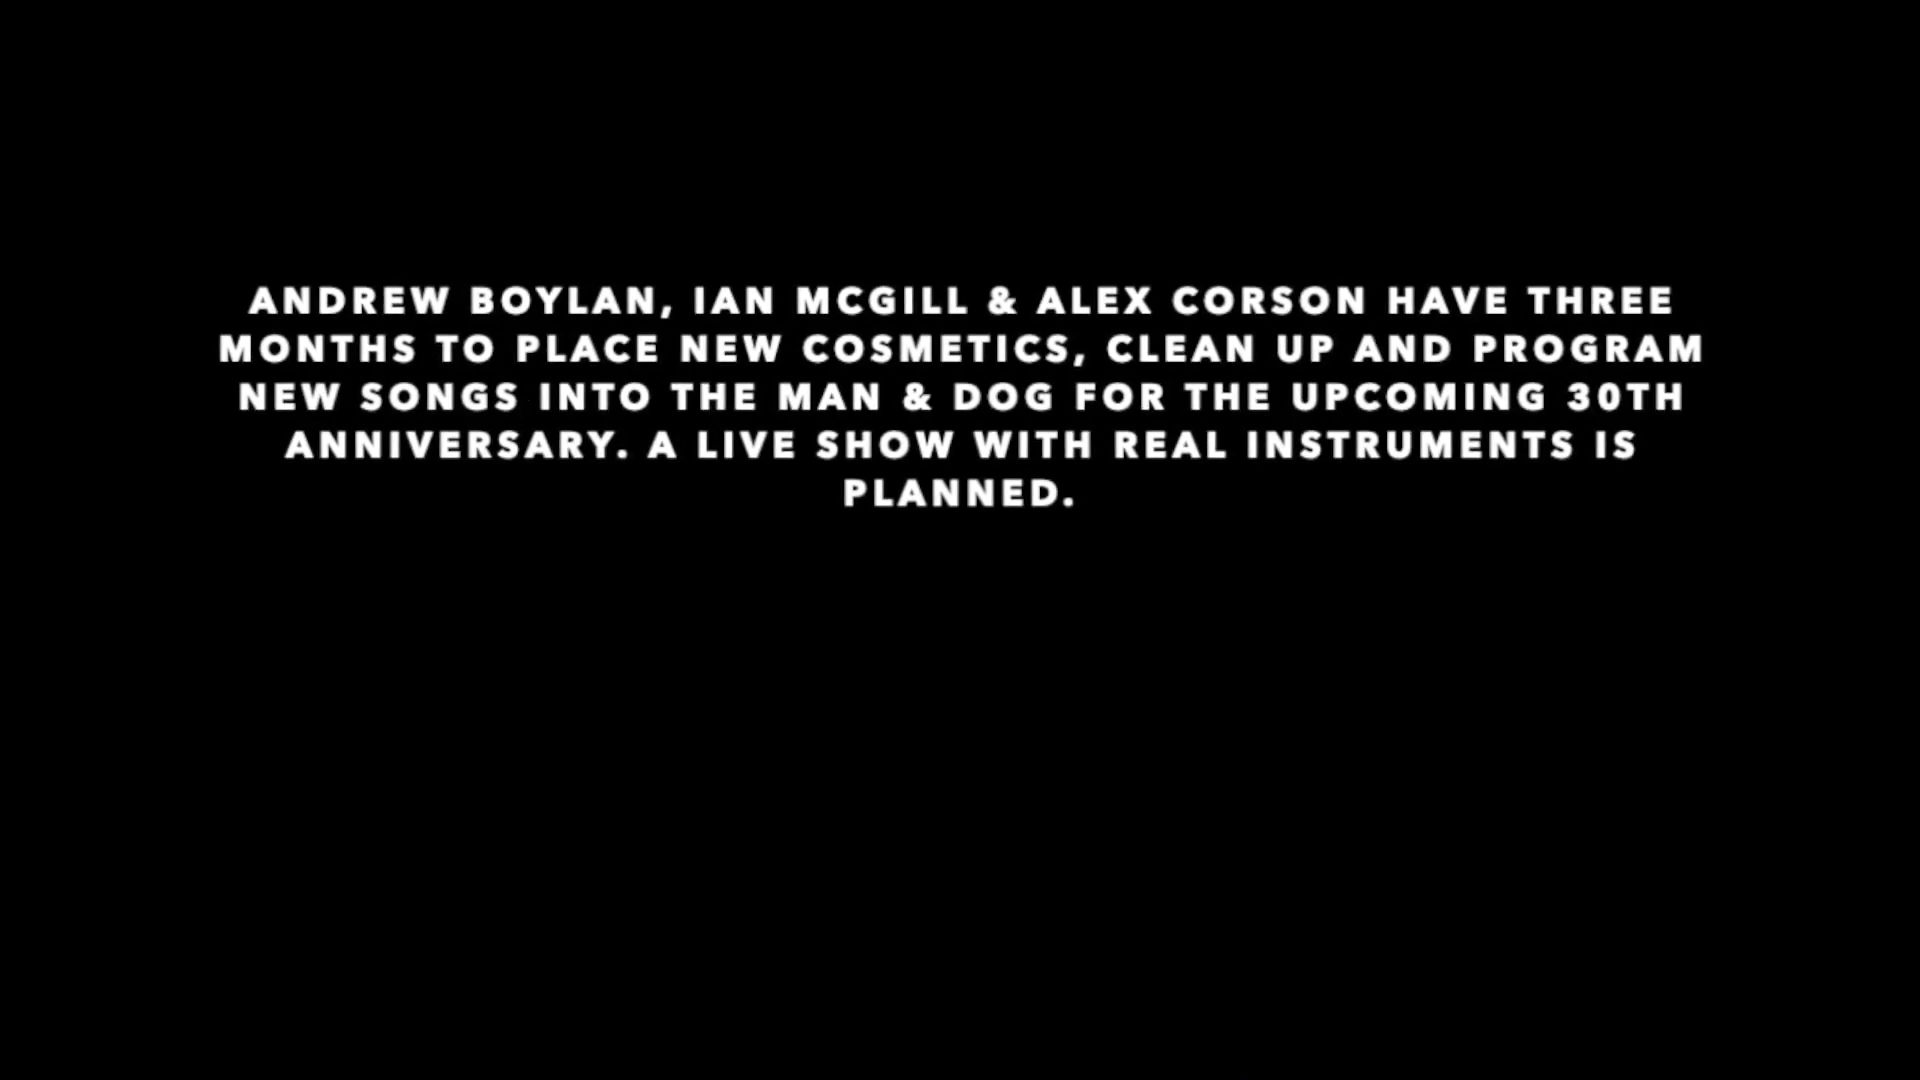 ANDREW BOYLAN, IAN MCGILL & ALEX CORSON HAVE THREE
MONTHS TO PLACE NEW COSMETICS, CLEAN UP AND PROGRAM
NEW SONGS INTO THE MAN & DOG FOR THE UPCOMING 30TH
ANNIVERSARY. A LIVE SHOW WITH REAL INSTRUMENTS IS
PLANNED.